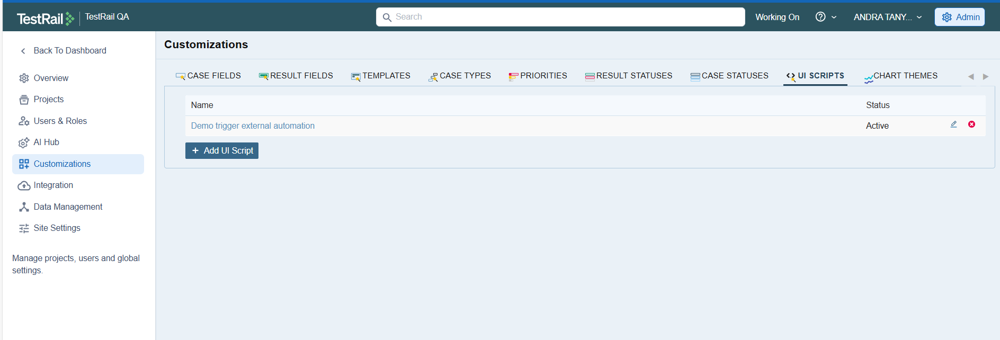 TestRail
TestRail QA
Search
Working On
ANDRA TANY...
Admin
Back To Dashboard
Overview
Projects
Users & Roles
AI Hub
Customizations
Integration
Data Management
Site Settings
Manage projects, users and global
settings.
Customizations
CASE FIELDS
RESULT FIELDS
TEMPLATES
CASE TYPES
PRIORITIES
RESULT STATUSES
CASE STATUSES
UI SCRIPTS
CHART THEMES
Name
Status
Demo trigger external automation
Active
+ Add UI Script